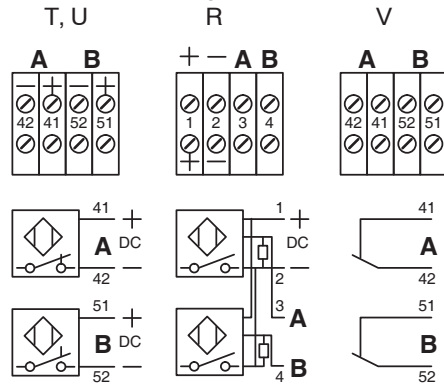 T, U R V
A B + − A B A B
− + − +
42 41 52 51 1 2 3 4 42 41 52 51
+ −
41 + 1 + 41
A DC DC A
42 − 2 − 42
51 + 3 A 51
B DC B
52 − 4 B 52